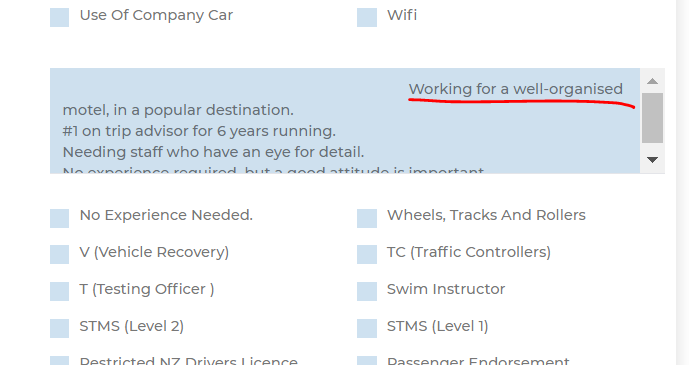 Use Of Company Car
Wifi
Working for a well-organised
motel, in a popular destination.
#1 on trip advisor for 6 years running.
Needing staff who have an eye for detail.
No experience required, but a good attitude is important
No Experience Needed.
Wheels, Tracks And Rollers
V (Vehicle Recovery)
TC (Traffic Controllers)
T (Testing Officer )
Swim Instructor
STMS (Level 2)
STMS (Level 1)
Restricted NZ Drivers Licence
Passenger Endorsement